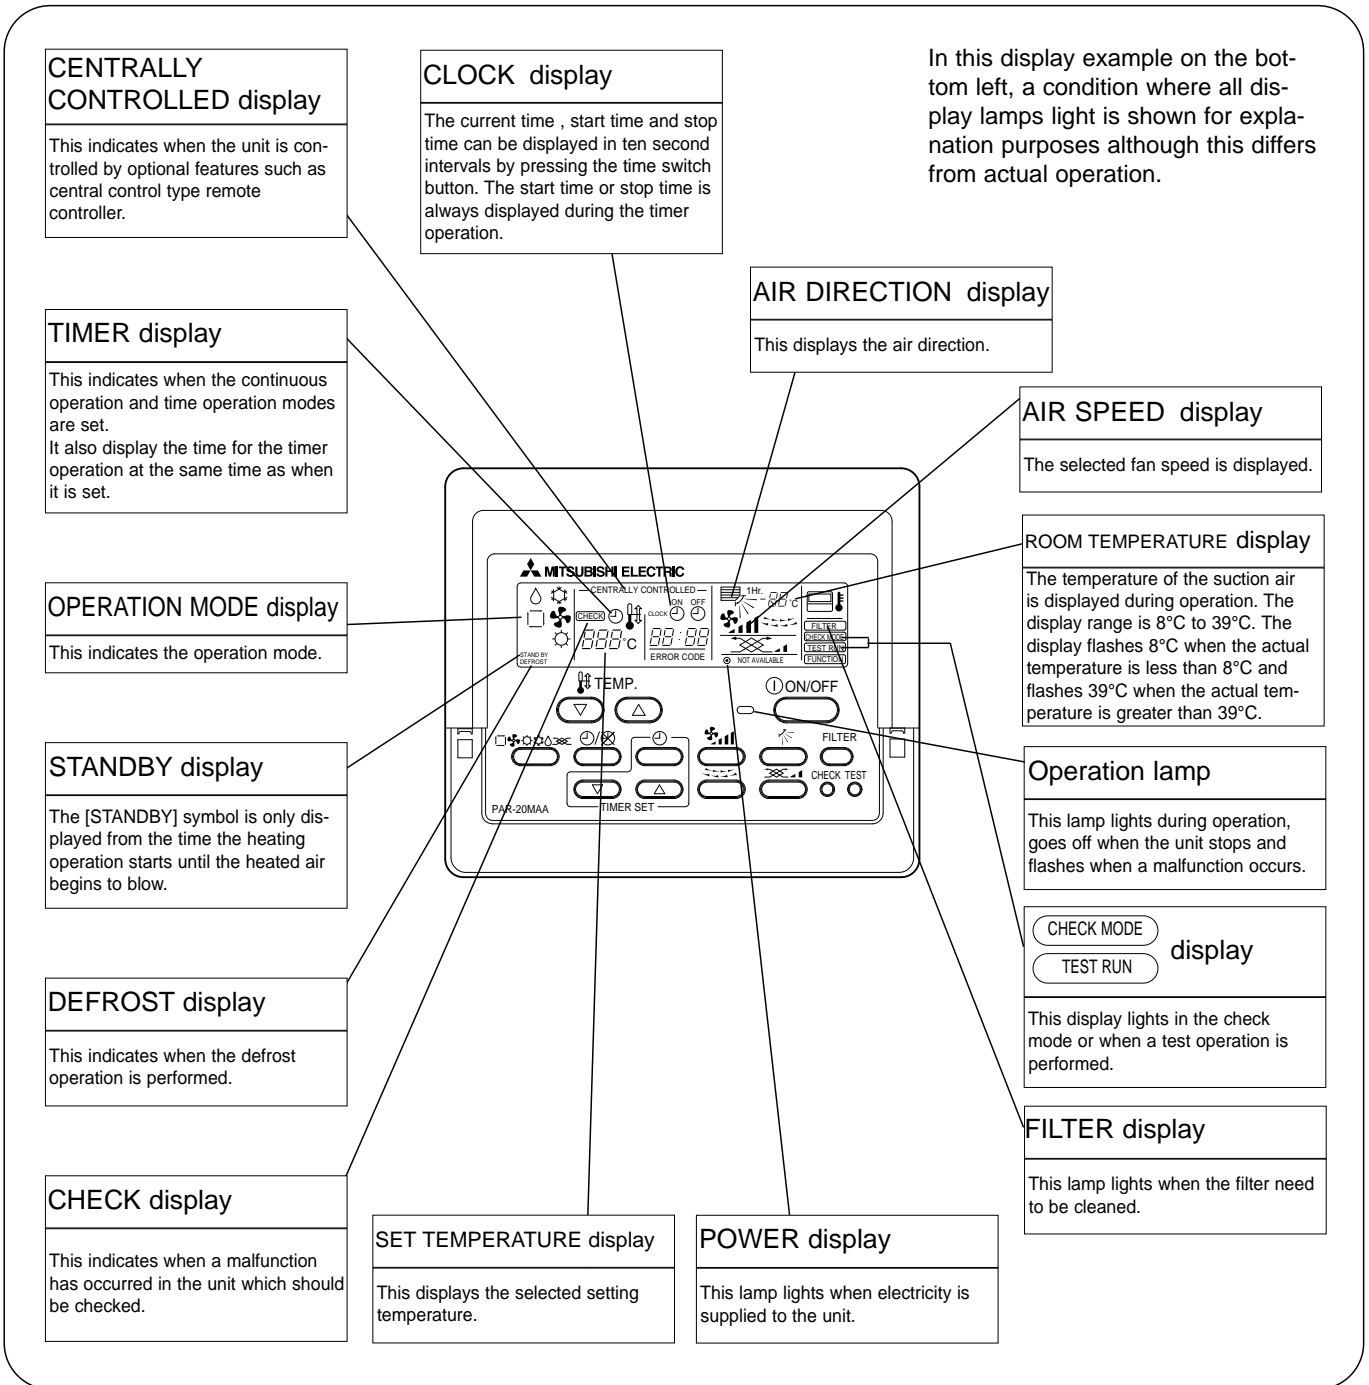 CENTRALLY
CONTROLLED display
This indicates when the unit is con-
trolled by optional features such as
central control type remote
controller.
CLOCK display
The current time , start time and stop
time can be displayed in ten second
intervals by pressing the time switch
button. The start time or stop time is
always displayed during the timer
operation.
In this display example on the bot-
tom left, a condition where all dis-
play lamps light is shown for expla-
nation purposes although this differs
from actual operation.
TIMER display
This indicates when the continuous
operation and time operation modes
are set.
It also display the time for the timer
operation at the same time as when
it is set.
AIR DIRECTION display
This displays the air direction.
AIR SPEED display
The selected fan speed is displayed.
ROOM TEMPERATURE display
The temperature of the suction air
is displayed during operation. The
display range is 8°C to 39°C. The
display flashes 8°C when the actual
temperature is less than 8°C and
flashes 39°C when the actual tem-
perature is greater than 39°C.
OPERATION MODE display
This indicates the operation mode.
STANDBY display
The [STANDBY] symbol is only dis-
played from the time the heating
operation starts until the heated air
begins to blow.
DEFROST display
This indicates when the defrost
operation is performed.
CHECK display
This indicates when a malfunction
has occurred in the unit which should
be checked.
MITSUBISHI ELECTRIC
CENTRALLY CONTROLLED
ON OFF
CLOCK
CHECK
888°C
88:88
ERROR CODE
STAND BY
DEFROST
1Hr.
88°C
NOT AVAILABLE
FILTER
CHECK MODE
TEST RUN
FUNCTION
TEMP.
ON/OFF
FILTER
CHECK TEST
TIMER SET
PAR-20MAA
Operation lamp
This lamp lights during operation,
goes off when the unit stops and
flashes when a malfunction occurs.
CHECK MODE
TEST RUN
display
This display lights in the check
mode or when a test operation is
performed.
FILTER display
This lamp lights when the filter need
to be cleaned.
SET TEMPERATURE display
This displays the selected setting
temperature.
POWER display
This lamp lights when electricity is
supplied to the unit.